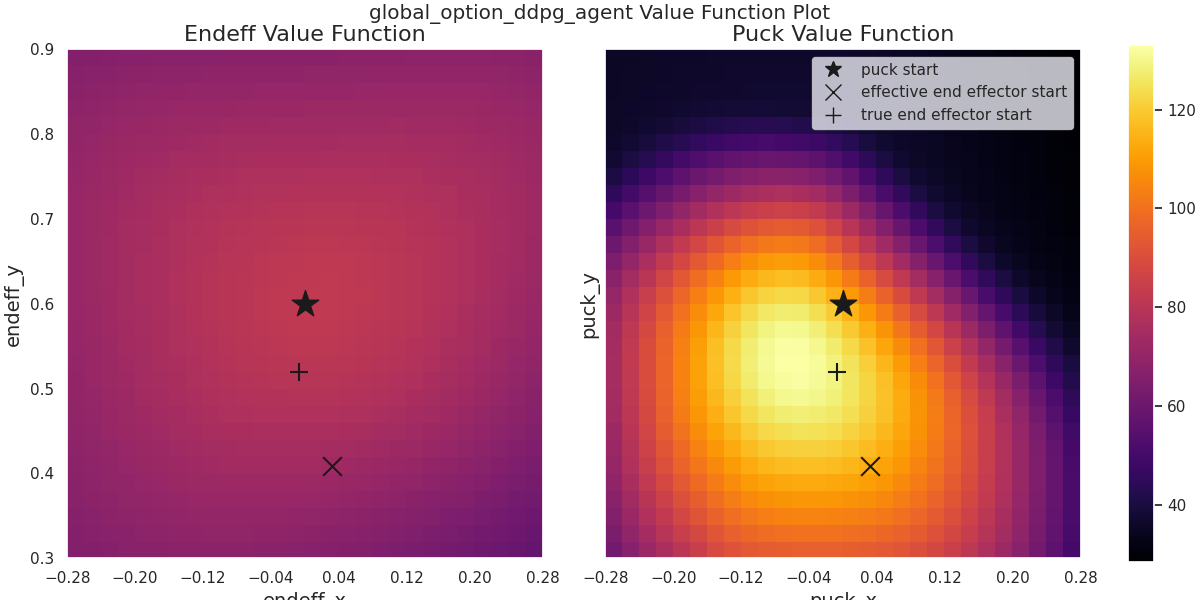 global_option_ddpg_agent Value Function Plot
Endeff Value Function
Puck Value Function
puck start
effective end effector start
true end effector start
endeff_y
0.9
0.8
0.7
0.6
0.5
0.4
0.3
−0.28 −0.20 −0.12 −0.04 0.04 0.12 0.20 0.28
endeff_x
puck_y
−0.28 −0.20 −0.12 −0.04 0.04 0.12 0.20 0.28
puck_x
120
100
80
60
40